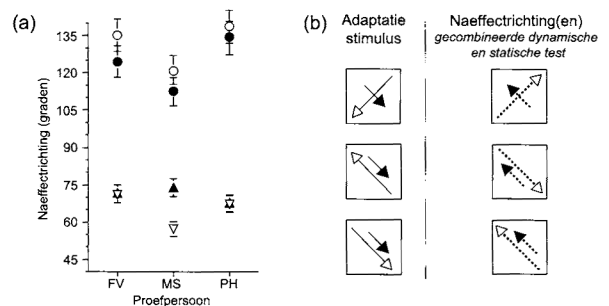 (a)
Naeffectrichting (graden)
135
120
105
90
75
60
45
FV MS PH
Proefpersoon
(b)
Adaptatie
stimulus
Naeffectrichting(en)
gecombineerde dynamische
en statische test